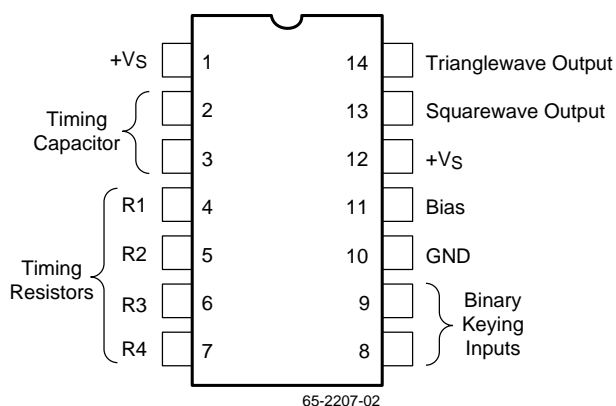 +VS 1 14 Trianglewave Output
Timing Capacitor
2 13 Squarewave Output
3 12 +VS
Timing Resistors
R1 4 11 Bias
R2 5 10 GND
R3 6 9
R4 7 8
Binary Keying Inputs
65-2207-02